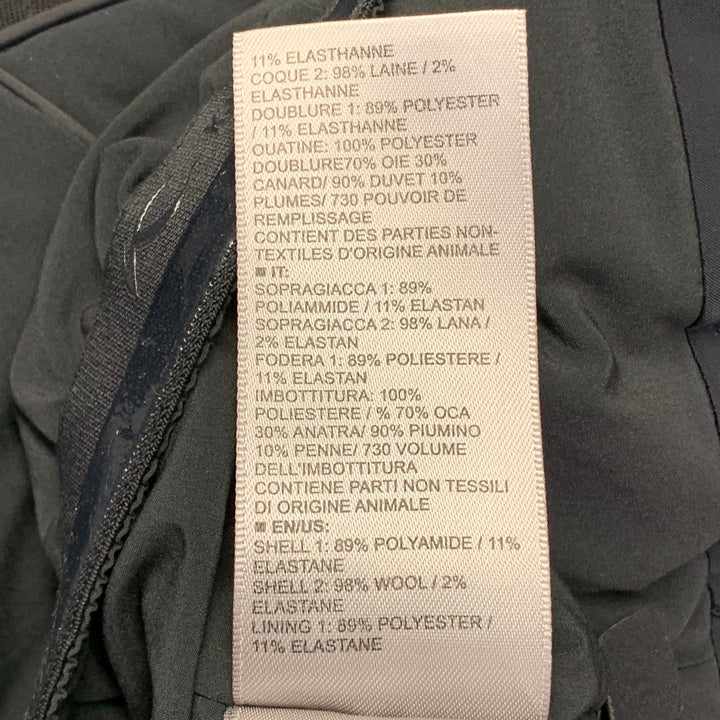 11% ELASTHANNE
COQUE 2: 98% LAINE / 2%
ELASTHANNE
DOUBLURE 1: 89% POLYESTER
/ 11% ELASTHANNE
OUATINE: 100% POLYESTER
DOUBLURE70% OIE 30%
CANARD/ 90% DUVET 10%
PLUMES/ 730 POUVOIR DE
REMPLISSAGE
CONTIENT DES PARTIES NON-
TEXTILES D'ORIGINE ANIMALE
IT:
SOPRAGIACCA 1: 89%
POLIAMMIDE / 11% ELASTAN
SOPRAGIACCA 2: 98% LANA /
2% ELASTAN
FODERA 1: 89% POLIESTERE /
11% ELASTAN
IMBOTTITURA: 100%
POLIESTERE / % 70% OCA
30% ANATRA/ 90% PIUMINO
10% PENNE/ 730 VOLUME
DELL'IMBOTTITURA
CONTIENE PARTI NON TESSILI
DI ORIGINE ANIMALE
EN/US:
SHELL 1: 89% POLYAMIDE / 11%
ELASTANE
SHELL 2: 98% WOOL / 2%
ELASTANE
LINING 1: 89% POLYESTER /
11% ELASTANE